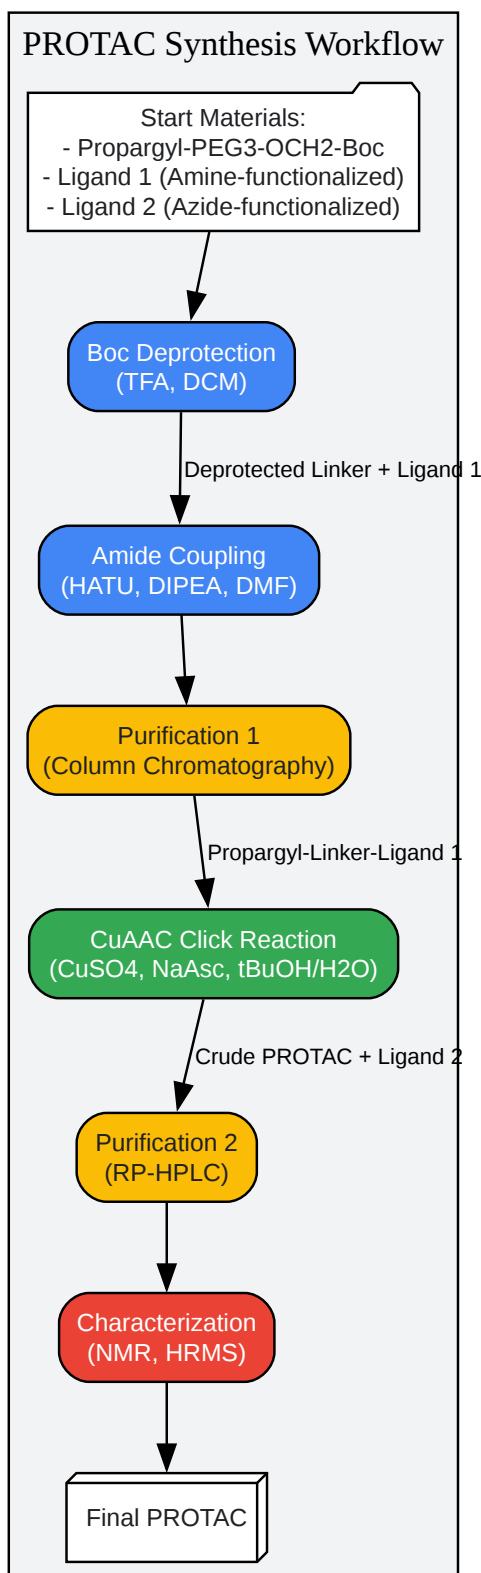 PROTAC Synthesis Workflow
Start Materials:
- Propargyl-PEG3-OCH2-Boc
- Ligand 1 (Amine-functionalized)
- Ligand 2 (Azide-functionalized)
Boc Deprotection
(TFA, DCM)
Deprotected Linker + Ligand 1
Amide Coupling
(HATU, DIPEA, DMF)
Purification 1
(Column Chromatography)
Propargyl-Linker-Ligand 1
CuAAC Click Reaction
(CuSO4, NaAsc, tBuOH/H2O)
Crude PROTAC + Ligand 2
Purification 2
(RP-HPLC)
Characterization
(NMR, HRMS)
Final PROTAC